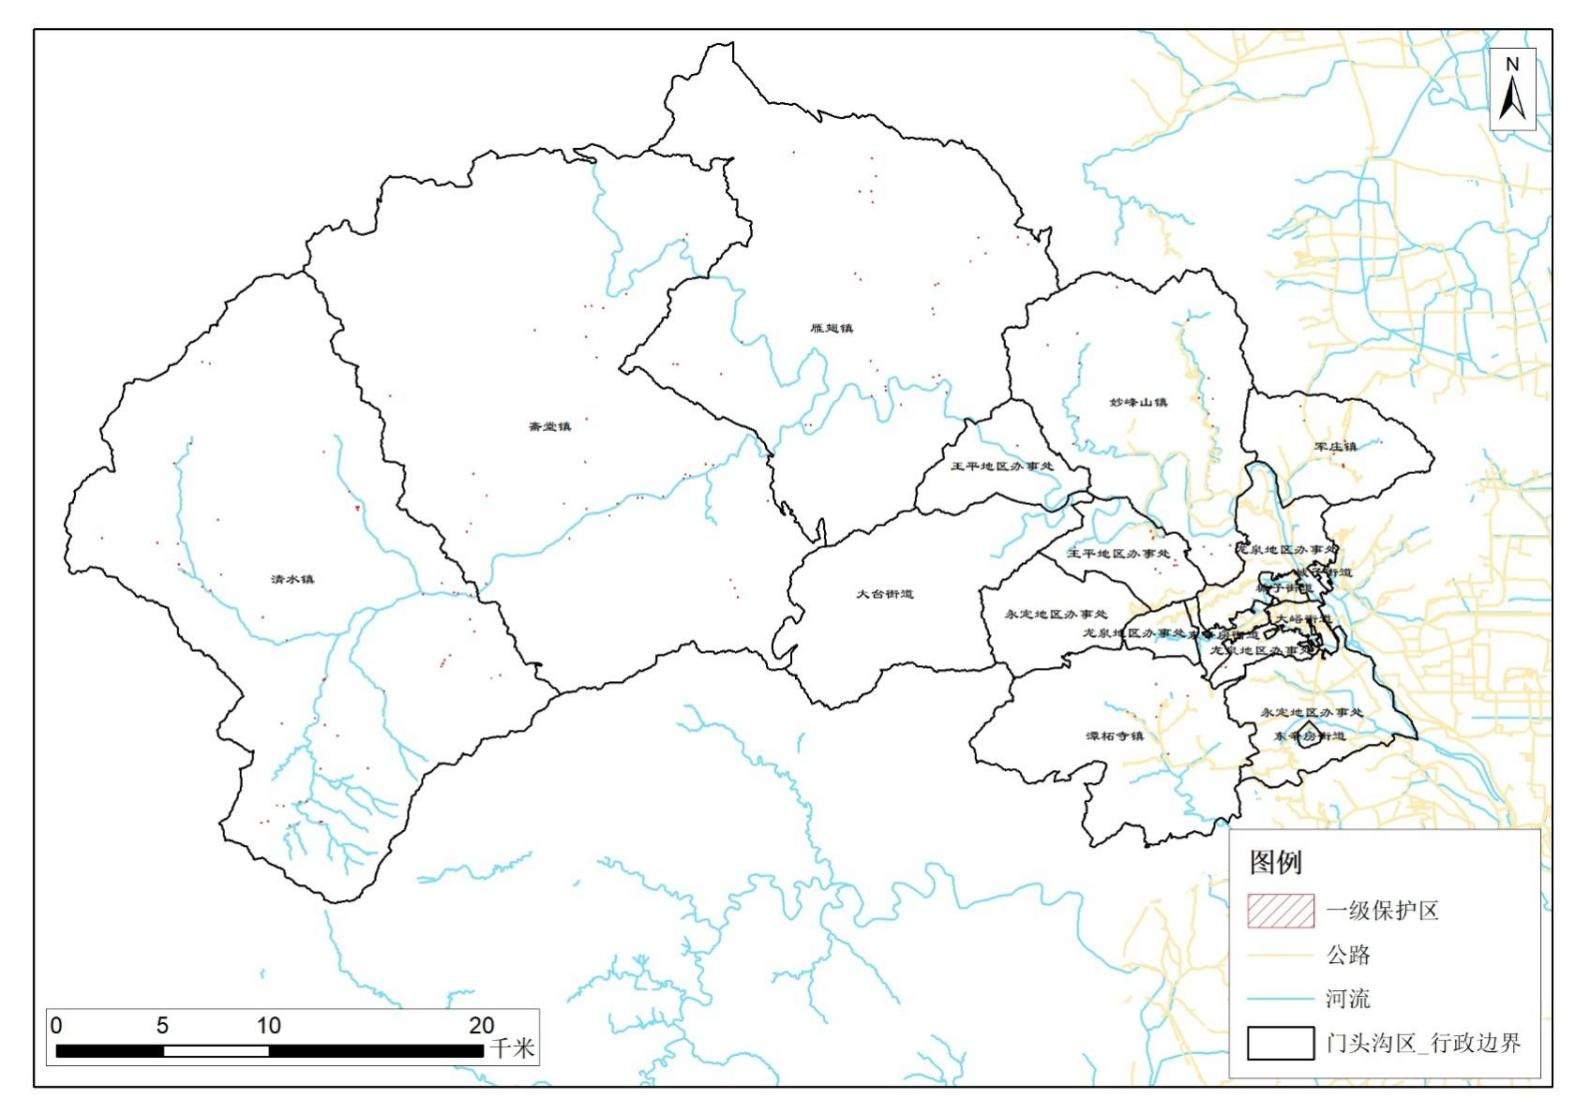 N
雁翅镇
妙峰山镇
斋堂镇
军庄镇
王平地区办事处
龙泉地区办事处
王平地区办事处
城子街道
清水镇
大台街道
永定地区办事处
大峪街道
龙泉地区办事处
龙泉地区办事处
永定地区办事处
潭柘寺镇
东辛房街道
图例
一级保护区
公路
河流
门头沟区_行政边界
0 5 10 20
千米